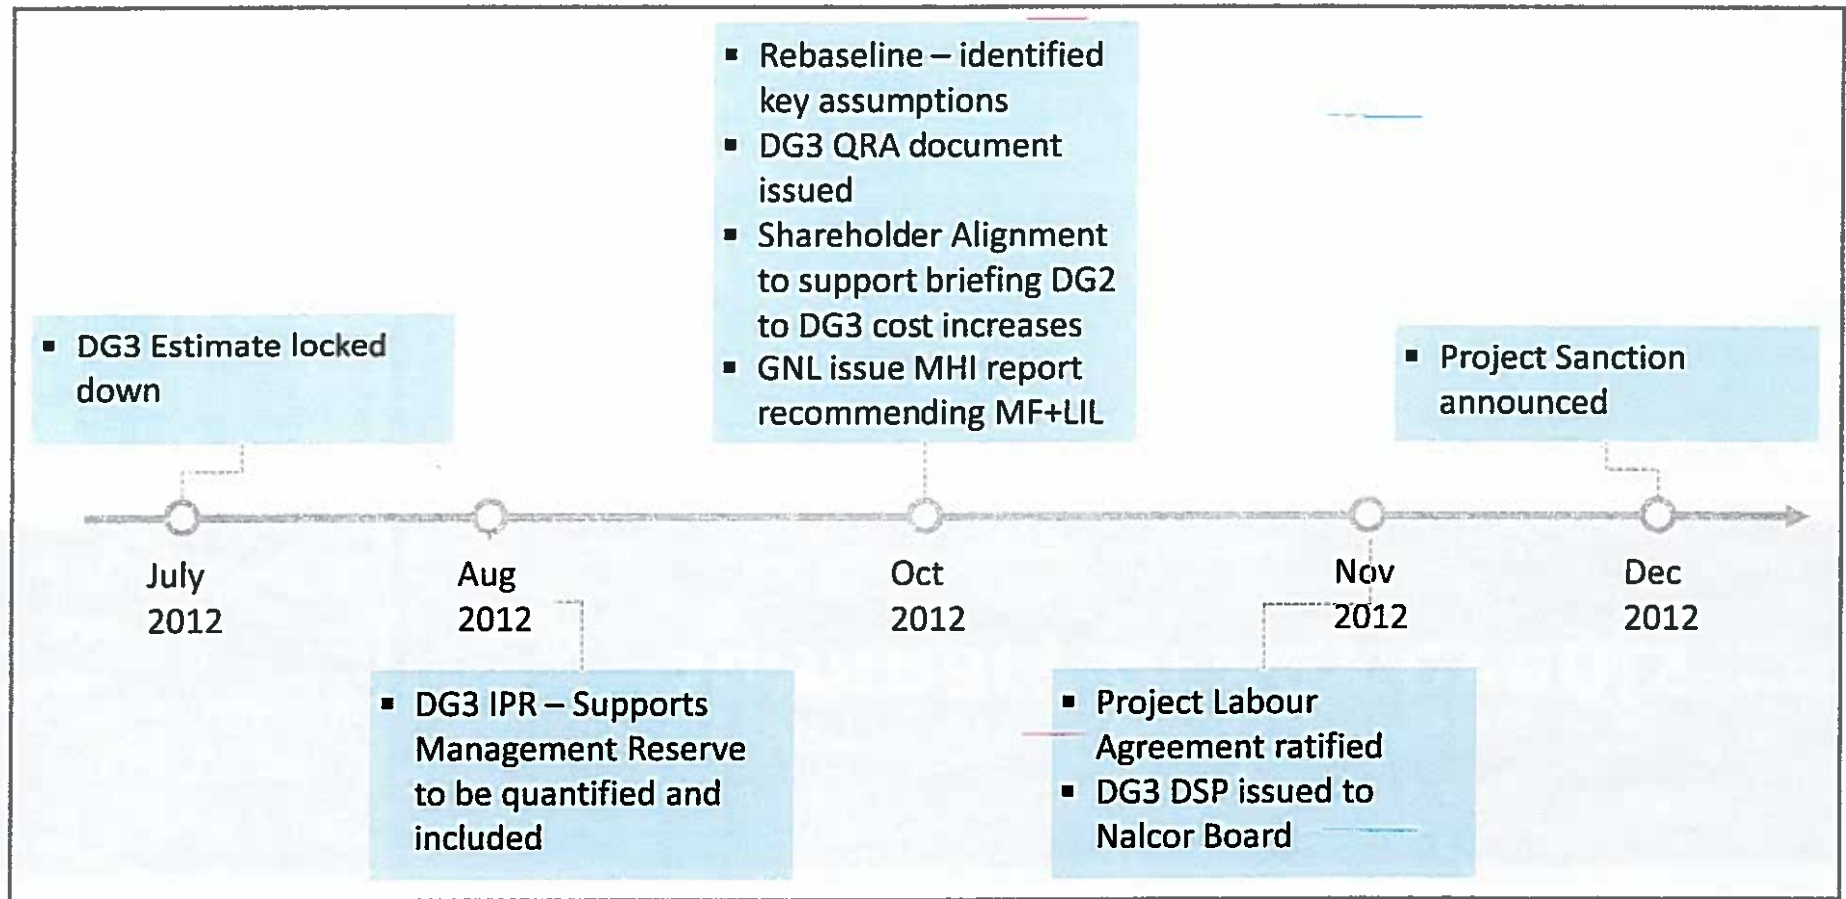 ▪ Rebaseline – identified
key assumptions
▪ DG3 QRA document
issued
▪ Shareholder Alignment
to support briefing DG2
to DG3 cost increases
▪ GNL issue MHI report
recommending MF+LIL
▪ DG3 Estimate locked
down
▪ Project Sanction
announced
July
2012
Aug
2012
Oct
2012
Nov
2012
Dec
2012
▪ DG3 IPR – Supports
Management Reserve
to be quantified and
included
▪ Project Labour
Agreement ratified
▪ DG3 DSP issued to
Nalcor Board